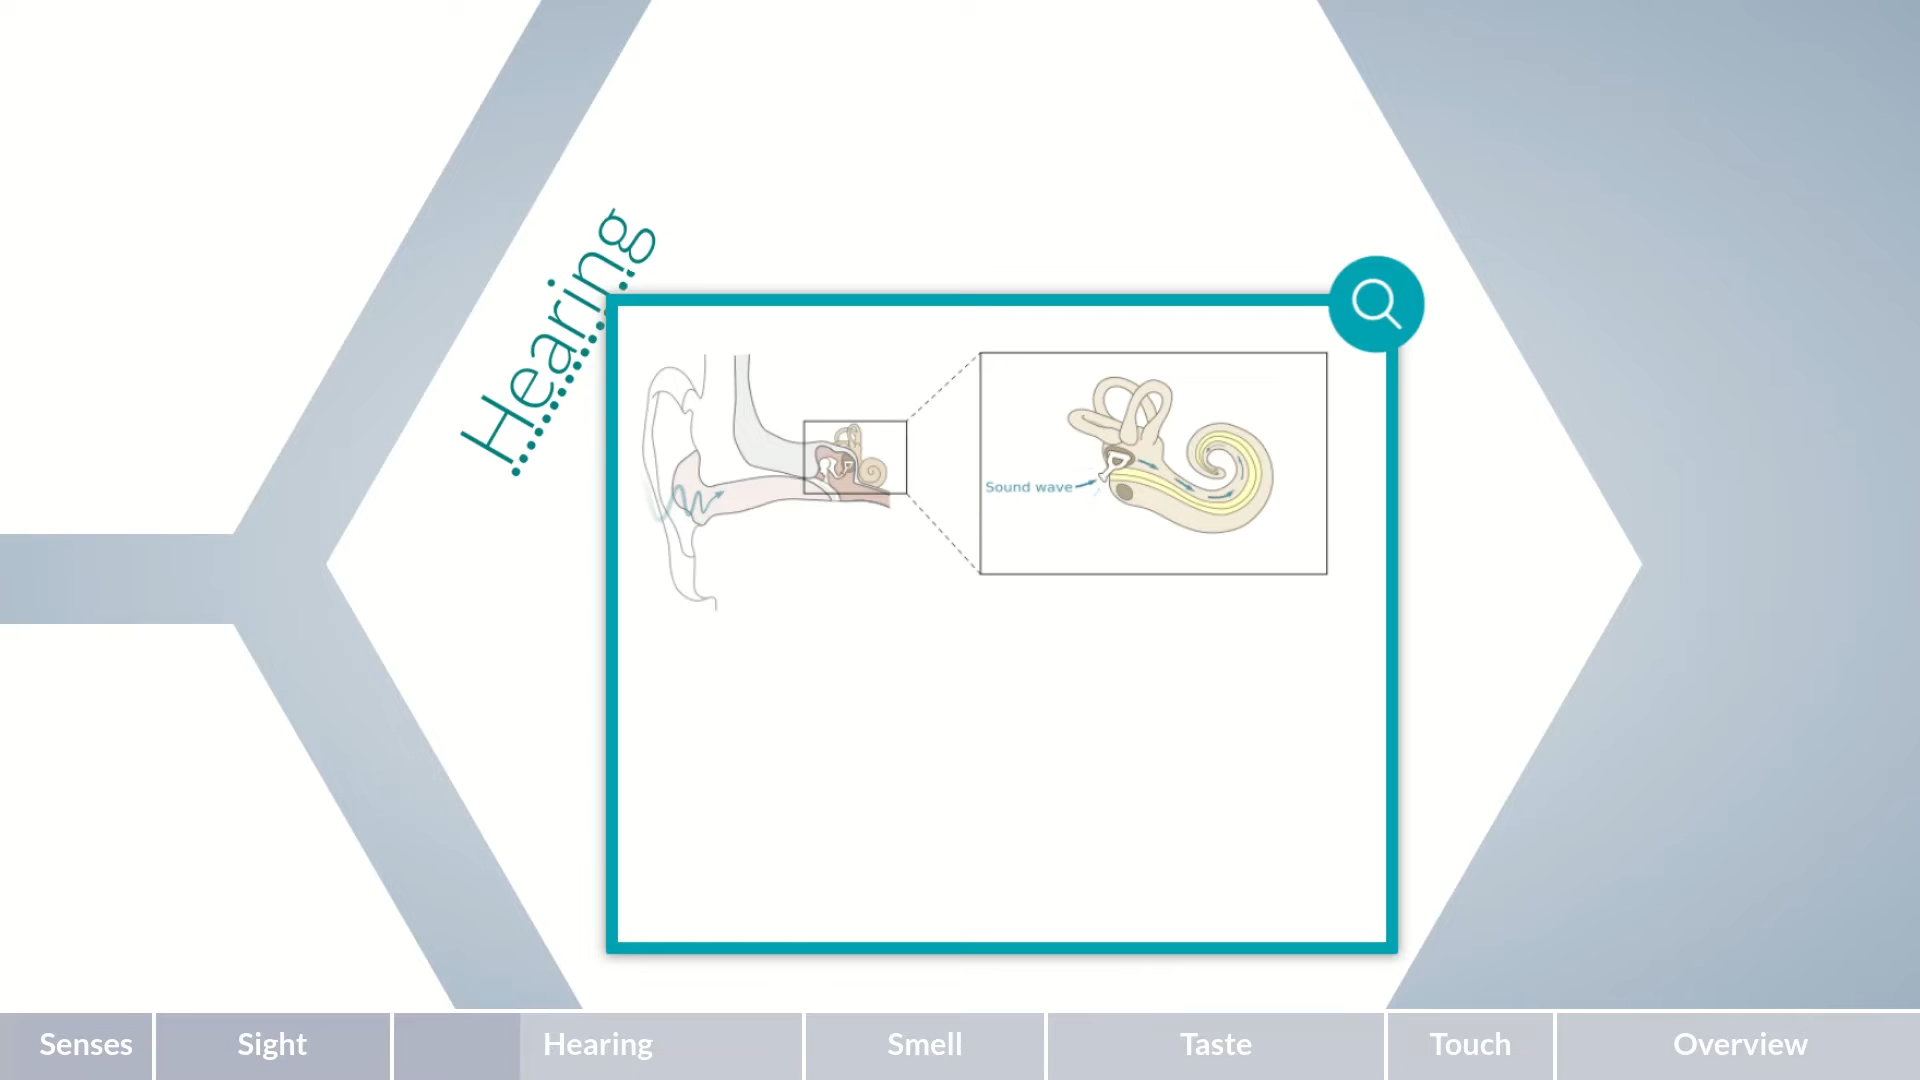 Hearing
Sound wave
Senses
Sight
Hearing
Smell
Taste
Touch
Overview